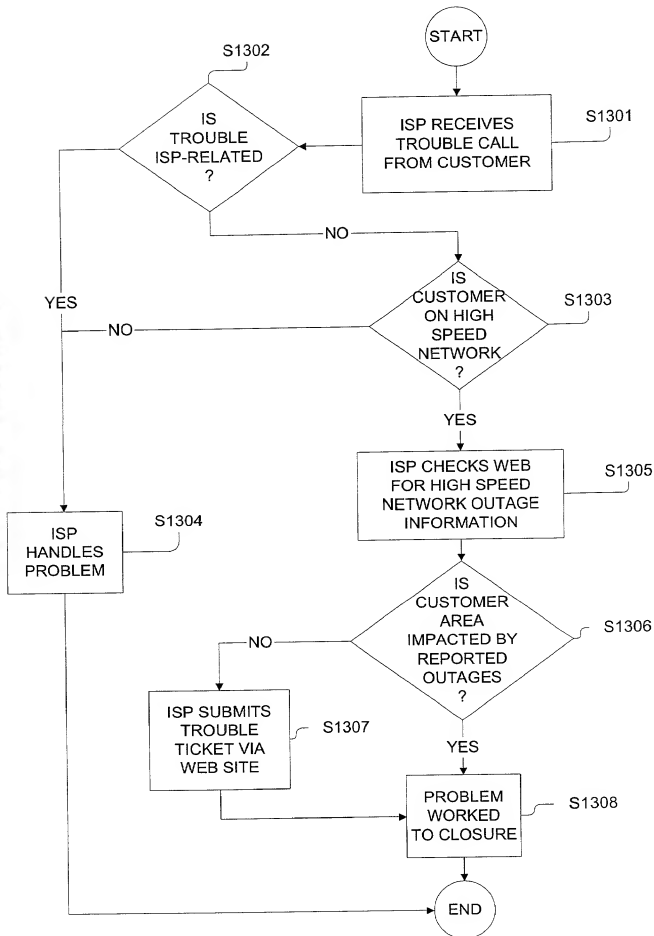 START
S1302
IS
TROUBLE
ISP-RELATED
?
ISP RECEIVES
TROUBLE CALL
FROM CUSTOMER
S1301
NO
YES
IS
CUSTOMER
ON HIGH
SPEED
NETWORK
?
S1303
NO
YES
ISP CHECKS WEB
FOR HIGH SPEED
NETWORK OUTAGE
INFORMATION
S1305
ISP
HANDLES
PROBLEM
S1304
IS
CUSTOMER
AREA
IMPACTED BY
REPORTED
OUTAGES
?
S1306
NO
ISP SUBMITS
TROUBLE
TICKET VIA
WEB SITE
S1307
YES
PROBLEM
WORKED
TO CLOSURE
S1308
END